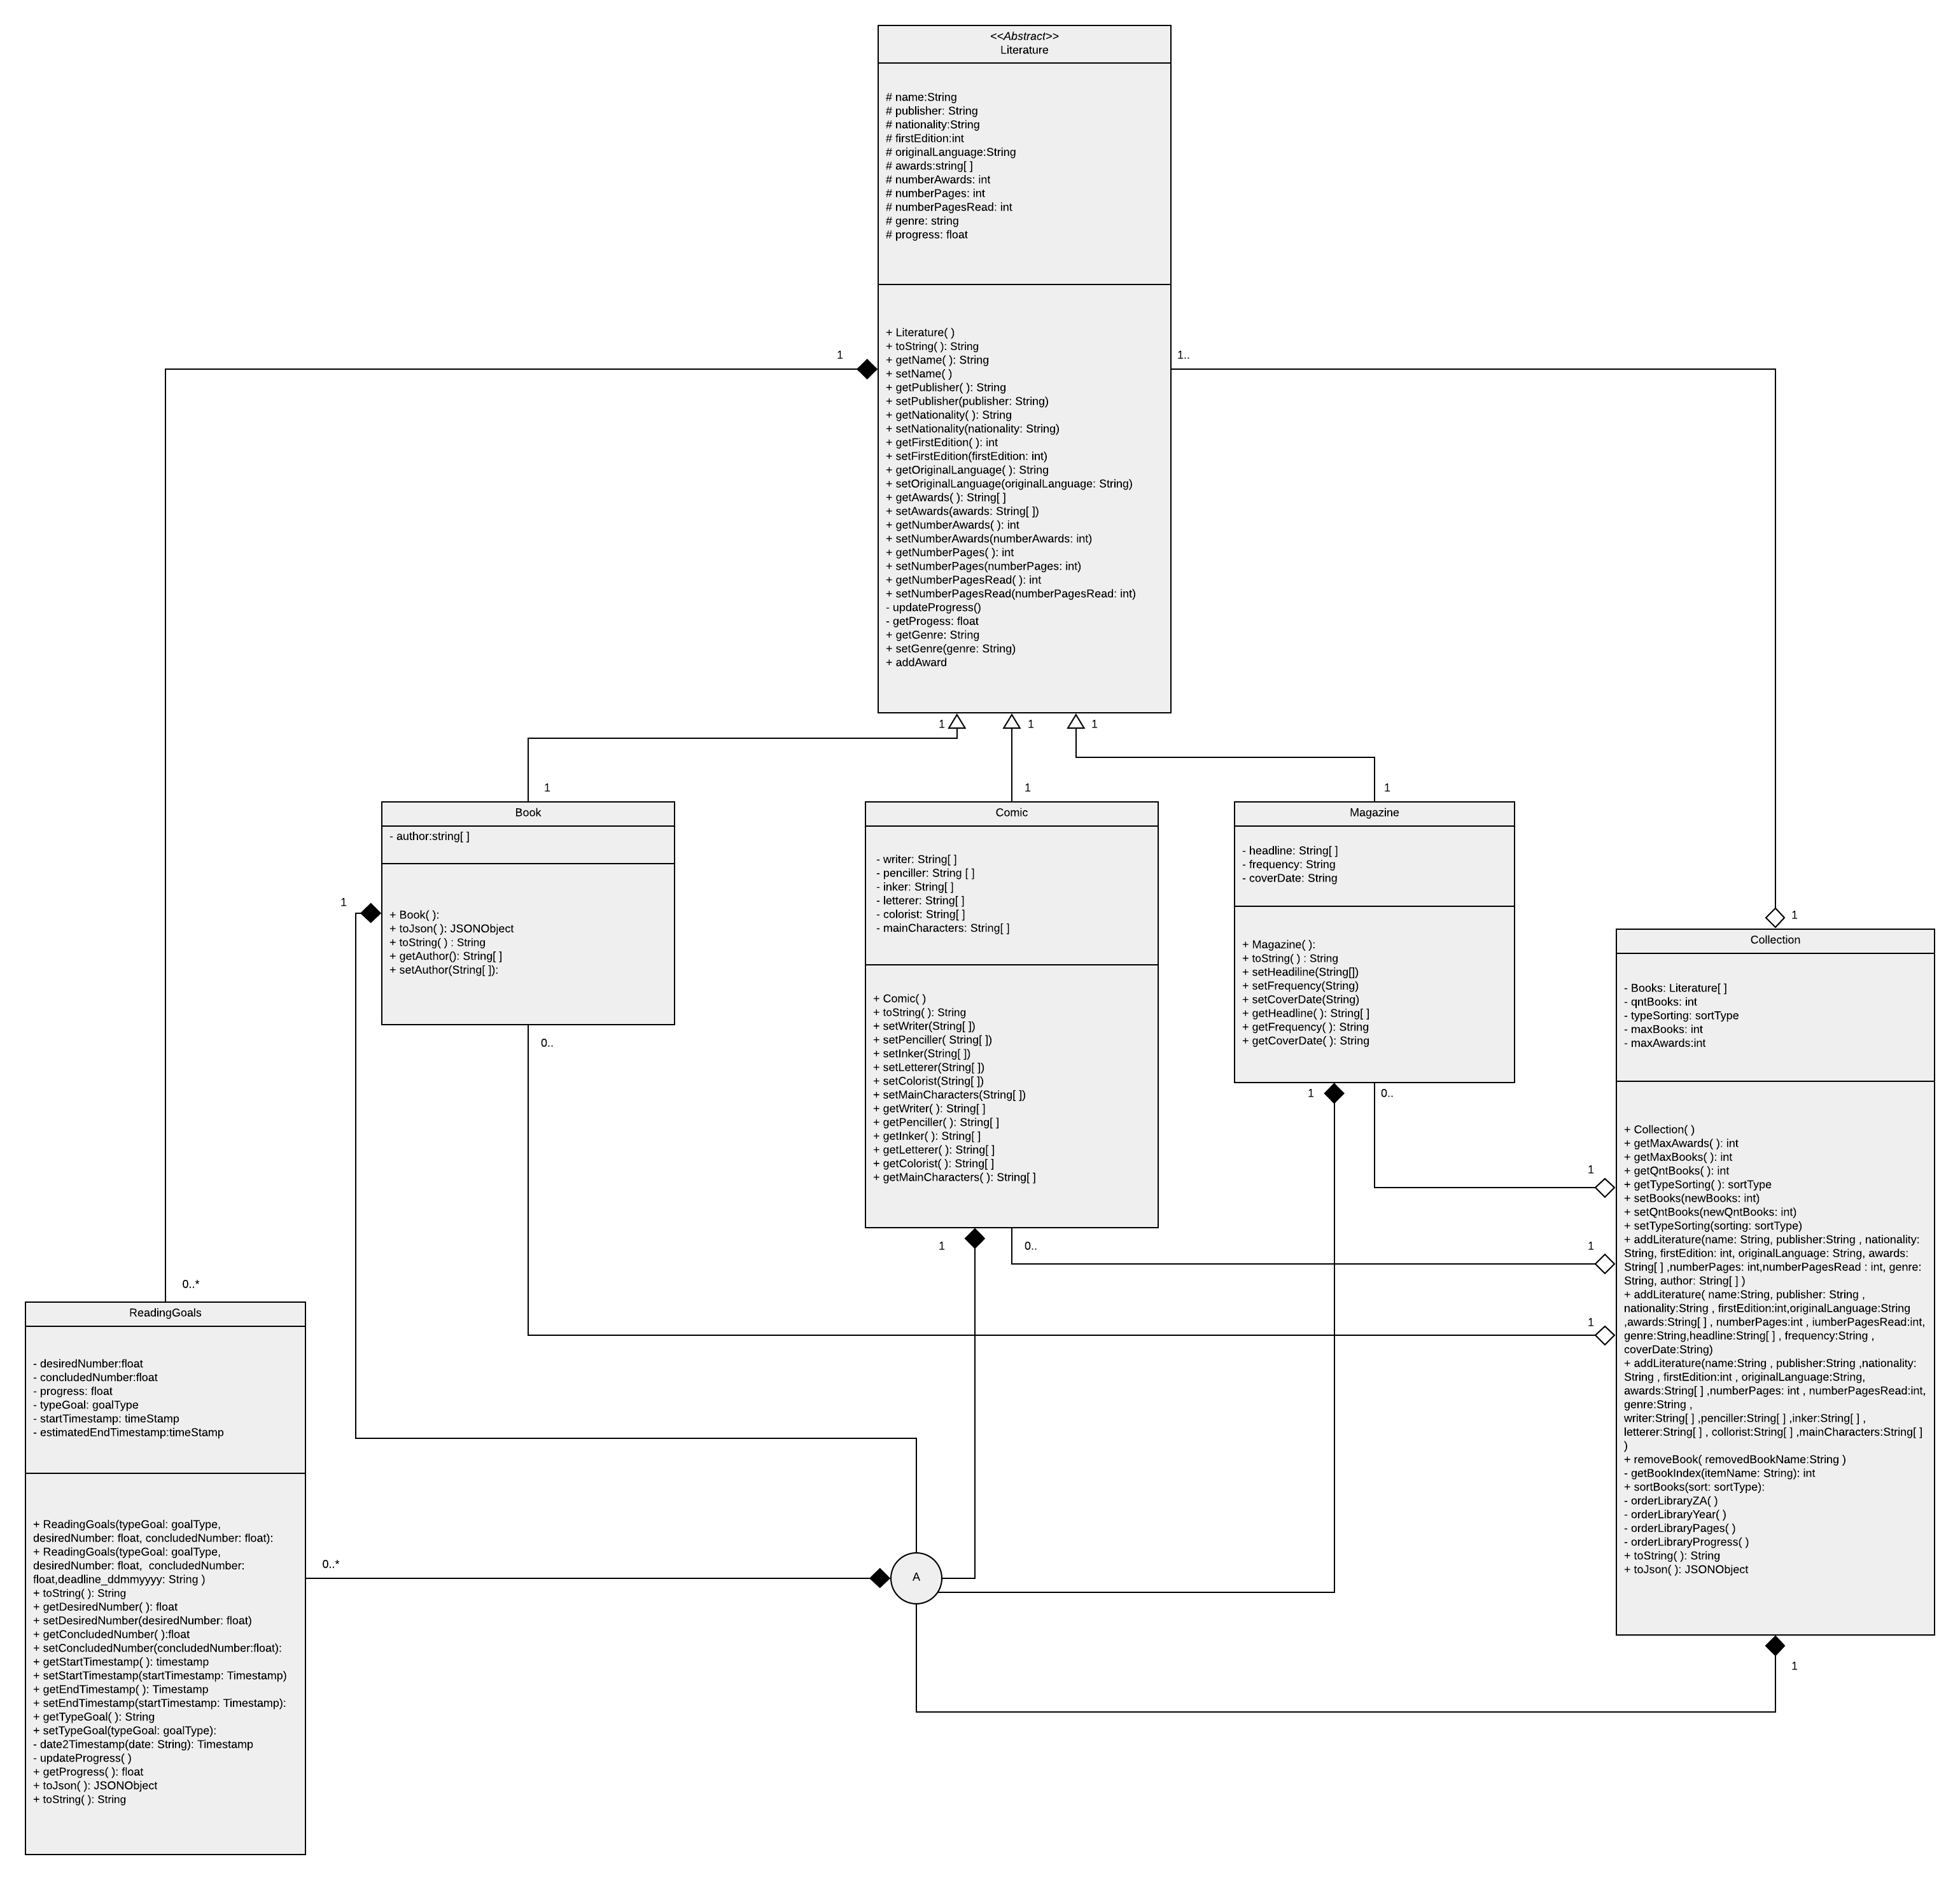 <<Abstract>>
Literature
# name:String
# publisher: String
# nationality:String
# firstEdition:int
# originalLanguage:String
# awards:string[ ]
# numberAwards: int
# numberPages: int
# numberPagesRead: int
# genre: string
# progress: float
+ Literature( )
+ toString( ): String
+ getName( ): String
+ setName( )
+ getPublisher( ): String
+ setPublisher(publisher: String)
+ getNationality( ): String
+ setNationality(nationality: String)
+ getFirstEdition( ): int
+ setFirstEdition(firstEdition: int)
+ getOriginalLanguage( ): String
+ setOriginalLanguage(originalLanguage: String)
+ getAwards( ): String[ ]
+ setAwards(awards: String[ ])
+ getNumberAwards( ): int
+ setNumberAwards(numberAwards: int)
+ getNumberPages( ): int
+ setNumberPages(numberPages: int)
+ getNumberPagesRead( ): int
+ setNumberPagesRead(numberPagesRead: int)
- updateProgress()
- getProgess: float
+ getGenre: String
+ setGenre(genre: String)
+ addAward
1
1..
1
1
1
1
1
1
Book
- author:string[ ]
+ Book( ):
+ toJson( ): JSONObject
+ toString( ) : String
+ getAuthor(): String[ ]
+ setAuthor(String[ ]):
1
0..
Comic
- writer: String[ ]
- penciller: String [ ]
- inker: String[ ]
- letterer: String[ ]
- colorist: String[ ]
- mainCharacters: String[ ]
+ Comic( )
+ toString( ): String
+ setWriter(String[ ])
+ setPenciller( String[ ])
+ setInker(String[ ])
+ setLetterer(String[ ])
+ setColorist(String[ ])
+ setMainCharacters(String[ ])
+ getWriter( ): String[ ]
+ getPenciller( ): String[ ]
+ getInker( ): String[ ]
+ getLetterer( ): String[ ]
+ getColorist( ): String[ ]
+ getMainCharacters( ): String[ ]
1
0..
Magazine
- headline: String[ ]
- frequency: String
- coverDate: String
+ Magazine( ):
+ toString( ) : String
+ setHeadiline(String[])
+ setFrequency(String)
+ setCoverDate(String)
+ getHeadline( ): String[ ]
+ getFrequency( ): String
+ getCoverDate( ): String
1
0..
1
Collection
- Books: Literature[ ]
- qntBooks: int
- typeSorting: sortType
- maxBooks: int
- maxAwards:int
+ Collection( )
+ getMaxAwards( ): int
+ getMaxBooks( ): int
+ getQntBooks( ): int
+ getTypeSorting( ): sortType
+ setBooks(newBooks: int)
+ setQntBooks(newQntBooks: int)
+ setTypeSorting(sorting: sortType)
+ addLiterature(name: String, publisher:String , nationality:
String, firstEdition: int, originalLanguage: String, awards:
String[ ] ,numberPages: int,numberPagesRead : int, genre:
String, author: String[ ] )
+ addLiterature( name:String, publisher: String ,
nationality:String , firstEdition:int,originalLanguage:String
,awards:String[ ] , numberPages:int , iumberPagesRead:int,
genre:String,headline:String[ ] , frequency:String ,
coverDate:String)
+ addLiterature(name:String , publisher:String ,nationality:
String , firstEdition:int , originalLanguage:String,
awards:String[ ] ,numberPages: int , numberPagesRead:int,
genre:String ,
writer:String[ ] ,penciller:String[ ] ,inker:String[ ] ,
letterer:String[ ] , collorist:String[ ] ,mainCharacters:String[ ]
)
+ removeBook( removedBookName:String )
- getBookIndex(itemName: String): int
+ sortBooks(sort: sortType):
- orderLibraryZA( )
- orderLibraryYear( )
- orderLibraryPages( )
- orderLibraryProgress( )
+ toString( ): String
+ toJson( ): JSONObject
1
1
1
1
0..*
ReadingGoals
- desiredNumber:float
- concludedNumber:float
- progress: float
- typeGoal: goalType
- startTimestamp: timeStamp
- estimatedEndTimestamp:timeStamp
+ ReadingGoals(typeGoal: goalType,
desiredNumber: float, concludedNumber: float):
+ ReadingGoals(typeGoal: goalType,
desiredNumber: float,  concludedNumber:
float,deadline_ddmmyyyy: String )
+ toString( ): String
+ getDesiredNumber( ): float
+ setDesiredNumber(desiredNumber: float)
+ getConcludedNumber( ):float
+ setConcludedNumber(concludedNumber:float):
+ getStartTimestamp( ): timestamp
+ setStartTimestamp(startTimestamp: Timestamp)
+ getEndTimestamp( ): Timestamp
+ setEndTimestamp(startTimestamp: Timestamp):
+ getTypeGoal( ): String
+ setTypeGoal(typeGoal: goalType):
- date2Timestamp(date: String): Timestamp
- updateProgress( )
+ getProgress( ): float
+ toJson( ): JSONObject
+ toString( ): String
0..*
A